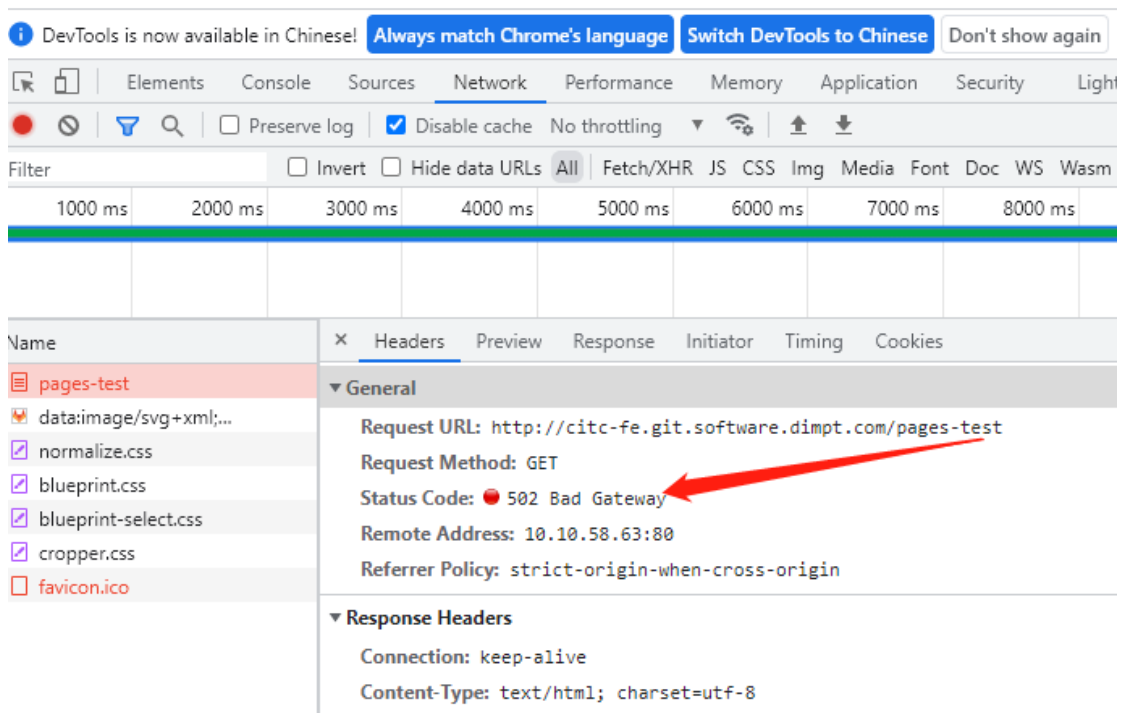 DevTools is now available in Chinese! Always match Chrome's language Switch DevTools to Chinese Don't show again
Elements Console Sources Network Performance Memory Application Security Light
Preserve log Disable cache No throttling
Filter Invert Hide data URLs All Fetch/XHR JS CSS Img Media Font Doc WS Wasm
1000 ms 2000 ms 3000 ms 4000 ms 5000 ms 6000 ms 7000 ms 8000 ms
Name
pages-test
data:image/svg+xml;...
normalize.css
blueprint.css
blueprint-select.css
cropper.css
favicon.ico
× Headers Preview Response Initiator Timing Cookies
General
Request URL: http://citc-fe.git.software.dimpt.com/pages-test
Request Method: GET
Status Code: 502 Bad Gateway
Remote Address: 10.10.58.63:80
Referrer Policy: strict-origin-when-cross-origin
Response Headers
Connection: keep-alive
Content-Type: text/html; charset=utf-8